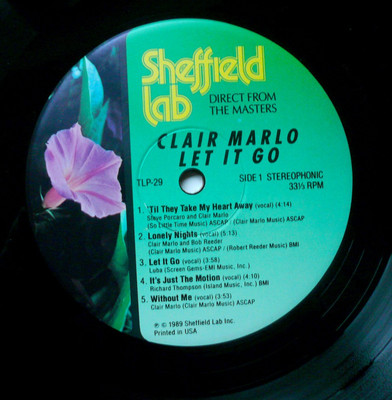 Sheffield
Lab
DIRECT FROM
THE MASTERS
CLAIR MARLO
LET IT GO
TLP-29
SIDE 1 STEREOPHONIC
33⅓ RPM
1. 'Til They Take My Heart Away (vocal) (4:14)
Sfaye Porcaro and Clair Marlo
(So Little Time Music) ASCAP / (Clair Marlo Music) ASCAP
2. Lonely Nights (vocal) (5:13)
Clair Marlo and Bob Reeder
(Clair Marlo Music) ASCAP / (Robert Reeder Music) BMI
3. Let It Go (vocal) (3:58)
Luba (Screen Gems-EMI Music, Inc.)
4. It's Just The Motion (vocal) (4:10)
Richard Thompson (Island Music, Inc.) BMI
5. Without Me (vocal) (3:53)
Clair Marlo (Clair Marlo Music) ASCAP
℗ © 1989 Sheffield Lab Inc.
Printed in USA